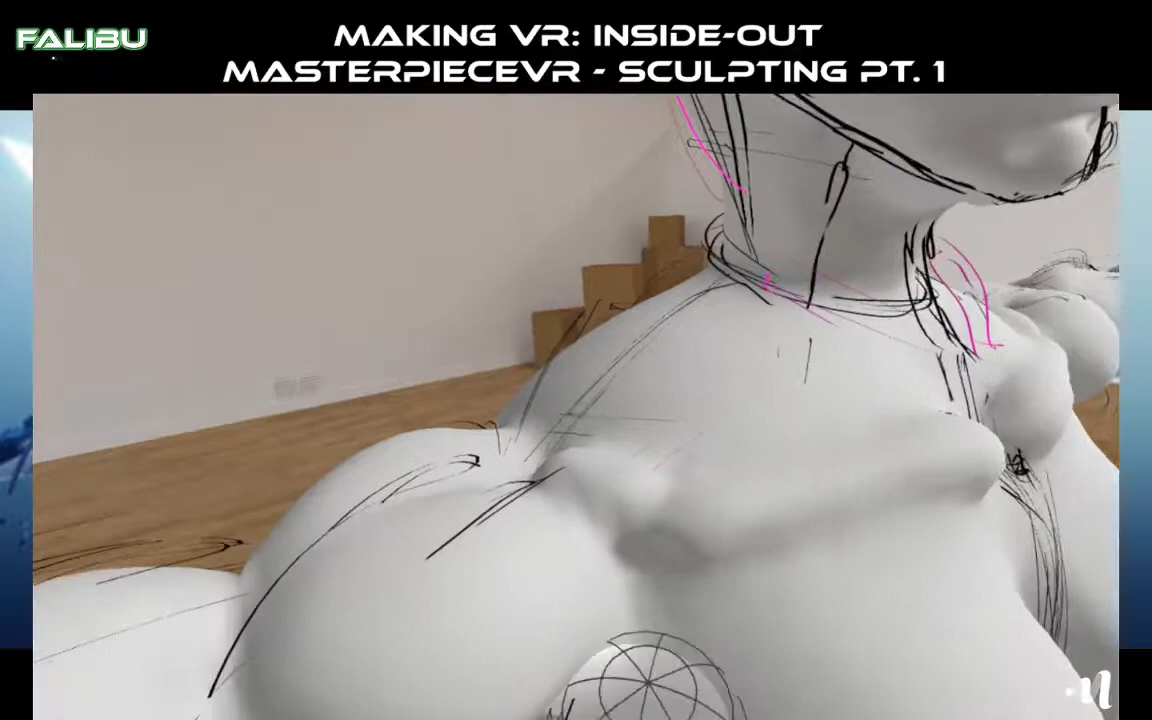 FALIBU
MAKING VR: INSIDE-OUT
MASTERPIECEVR - SCULPTING PT. 1